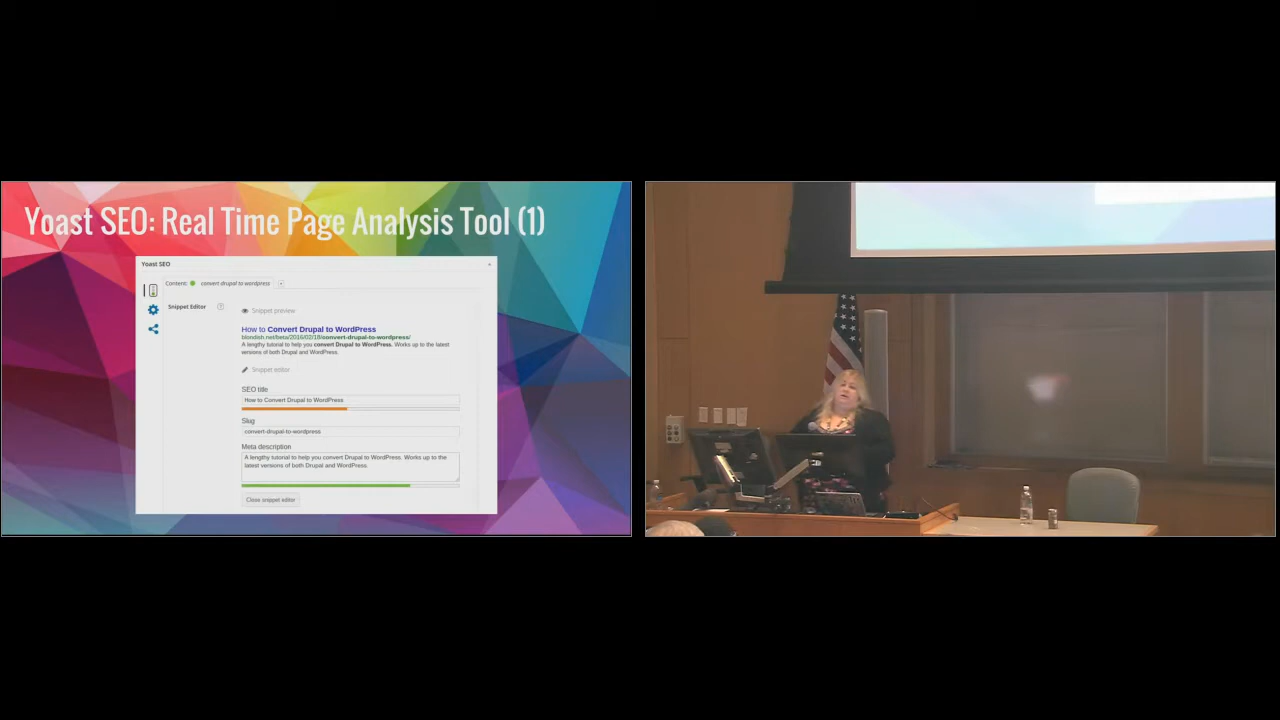 Yoast SEO: Real Time Page Analysis Tool (1)
Yoast SEO
Content: convert drupal to wordpress
Snippet Editor ?
Snippet preview
How to Convert Drupal to WordPress
blondish.net/beta/2016/02/18/convert-drupal-to-wordpress/
A lengthy tutorial to help you convert Drupal to WordPress. Works up to the latest
versions of both Drupal and WordPress.
Snippet editor
SEO title
How to Convert Drupal to WordPress
Slug
convert-drupal-to-wordpress
Meta description
A lengthy tutorial to help you convert Drupal to WordPress. Works up to the
latest versions of both Drupal and WordPress.
Close snippet editor